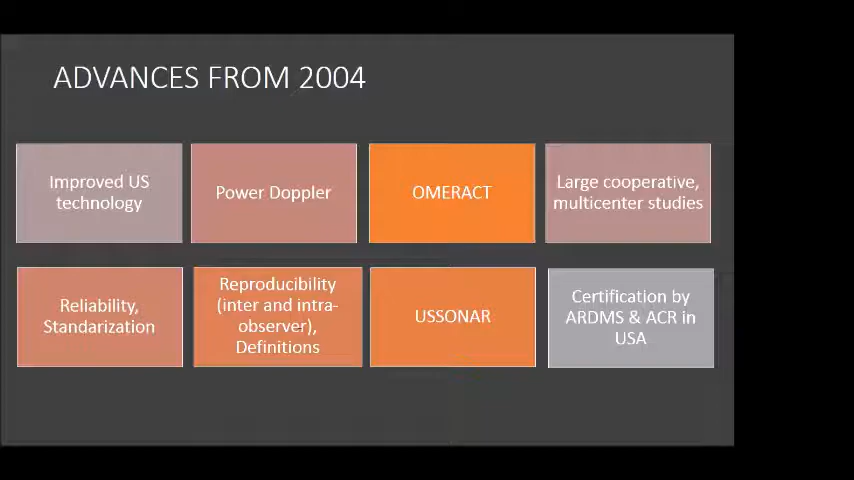 ADVANCES FROM 2004
Improved US
technology
Power Doppler
OMERACT
Large cooperative,
multicenter studies
Reliability,
Standarization
Reproducibility
(inter and intra-
observer),
Definitions
USSONAR
Certification by
ARDMS & ACR in
USA